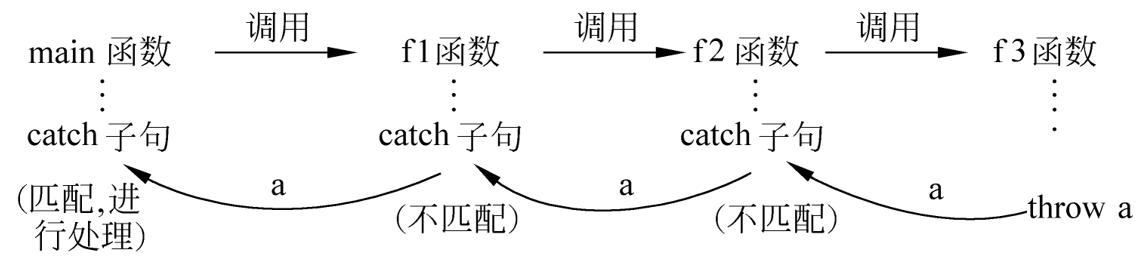 调用 调用 调用
main 函数 f1函数 f2 函数 f3函数
catch 子句 catch 子句 catch 子句
a a a
(匹配,进 (不匹配) (不匹配) throw a
行处理)